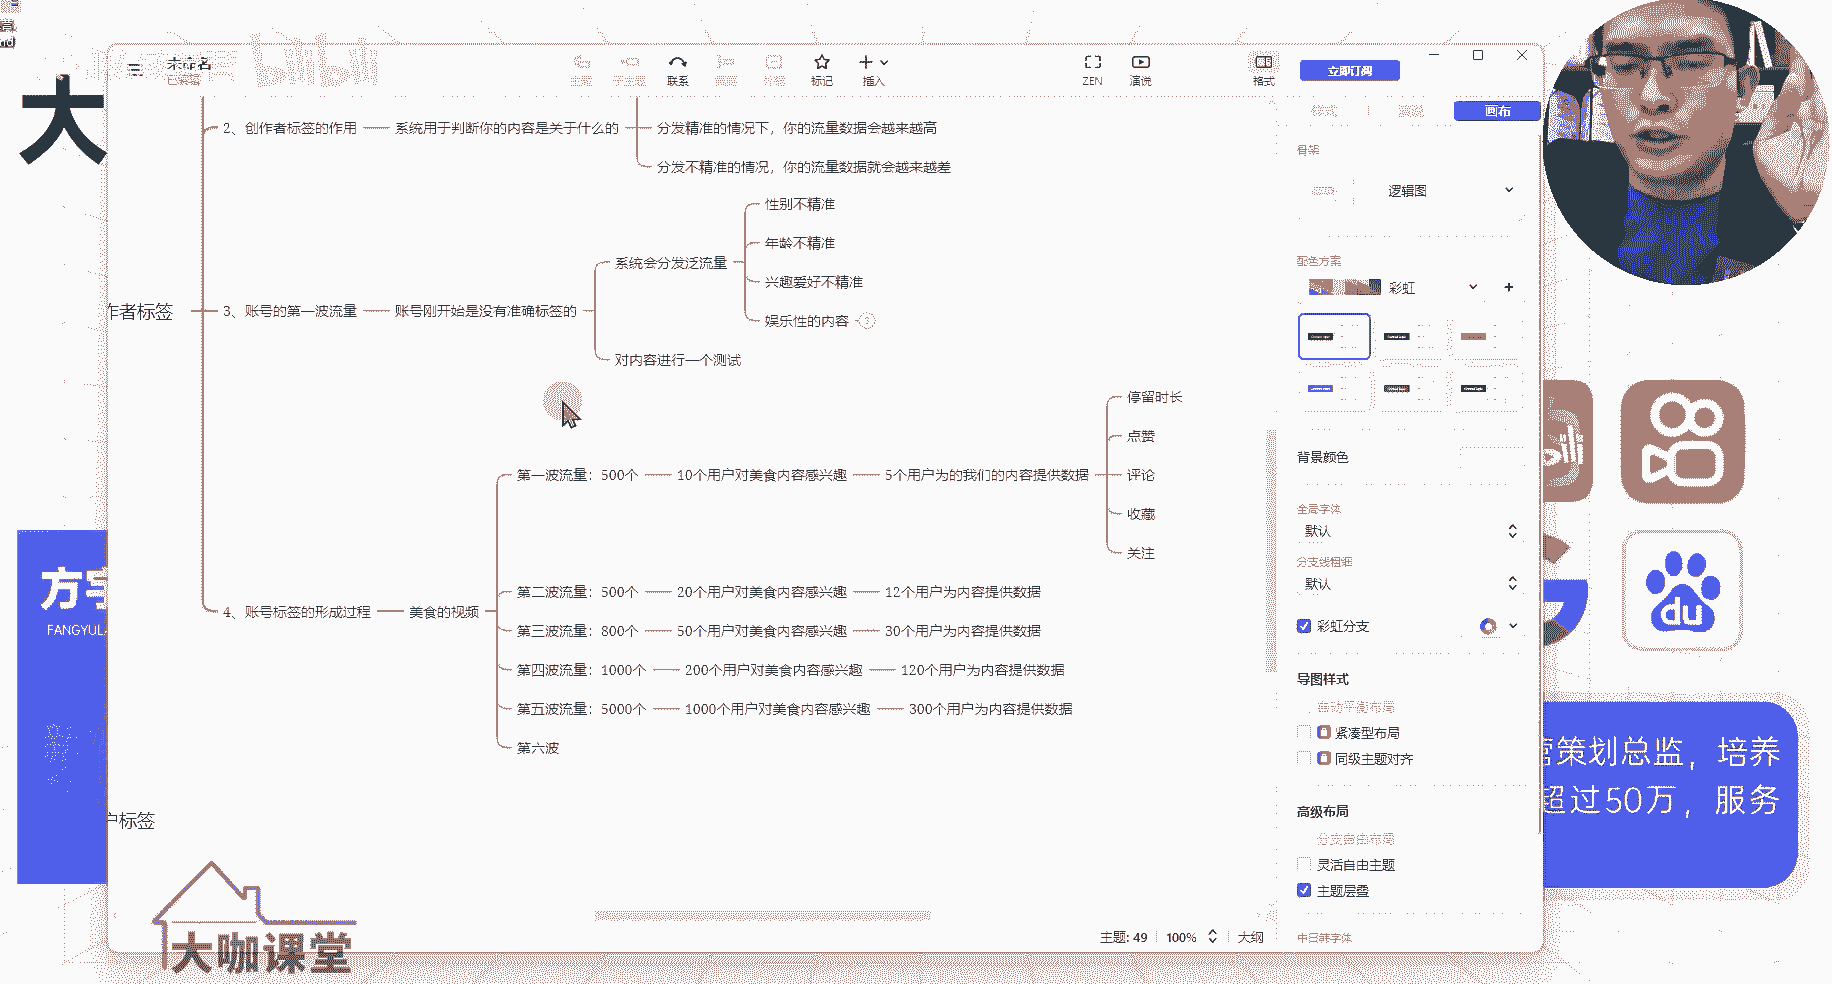 大
bilibili
未命名
已编辑
主题
子主题
联系
概要
外框
标记
插入
ZEN
演说
格式
立即订阅
画布
2、创作者标签的作用
系统用于判断你的内容是关于什么的
分发精准的情况下，你的流量数据会越来越高
分发不精准的情况，你的流量数据就会越来越差
作者标签
3、账号的第一波流量
账号刚开始是没有准确标签的
系统会分发泛流量
性别不精准
年龄不精准
兴趣爱好不精准
娱乐性的内容
对内容进行一个测试
4、账号标签的形成过程
美食的视频
第一波流量：500个
10个用户对美食内容感兴趣
5个用户为的我们的内容提供数据
停留时长
点赞
评论
收藏
关注
第二波流量：500个
20个用户对美食内容感兴趣
12个用户为内容提供数据
第三波流量：800个
50个用户对美食内容感兴趣
30个用户为内容提供数据
第四波流量：1000个
200个用户对美食内容感兴趣
120个用户为内容提供数据
第五波流量：5000个
1000个用户对美食内容感兴趣
300个用户为内容提供数据
第六波
户标签
骨架
逻辑图
配色方案
彩虹
背景颜色
全局字体
默认
分支线粗细
默认
彩虹分支
导图样式
自动平衡布局
紧凑型布局
同级主题对齐
高级布局
分支自由布局
灵活自由主题
主题层叠
中日韩字体
主题: 49
100%
大纲
方宇
FANGYUL
du
营策划总监，培养
超过50万，服务
大咖课堂